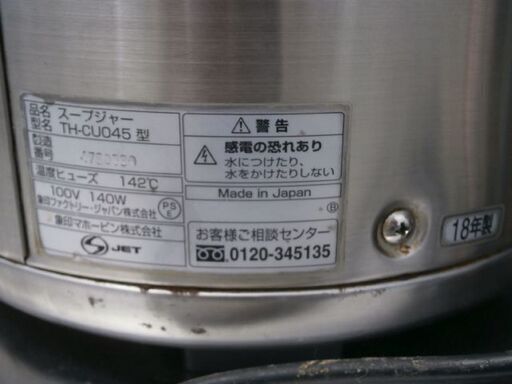 品名 スープジャー
型名 TH-CU045 型
製造
番号
温度ヒューズ 142℃
100V 140W
象印ファクトリー・ジャパン株式会社
PS
E
象印マホービン株式会社
JET
警告
感電の恐れあり
水につけたり、
水をかけたりしない
Made in Japan
Ⓑ
お客様ご相談センター
0120-345135
18年製